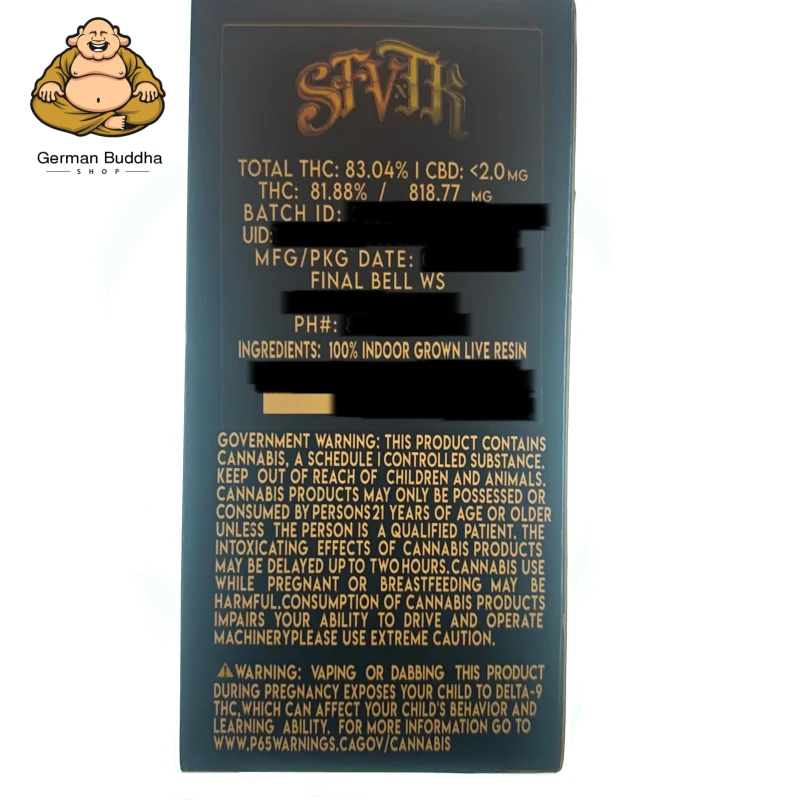 German Buddha
SHOP
SFVTK
TOTAL THC: 83.04% | CBD: <2.0 MG
THC: 81.88% / 818.77 MG
BATCH ID:
UID:
MFG/PKG DATE:
FINAL BELL WS
PH#:
INGREDIENTS: 100% INDOOR GROWN LIVE RESIN
GOVERNMENT WARNING: THIS PRODUCT CONTAINS
CANNABIS, A SCHEDULE I CONTROLLED SUBSTANCE.
KEEP OUT OF REACH OF CHILDREN AND ANIMALS.
CANNABIS PRODUCTS MAY ONLY BE POSSESSED OR
CONSUMED BY PERSONS 21 YEARS OF AGE OR OLDER
UNLESS THE PERSON IS A QUALIFIED PATIENT. THE
INTOXICATING EFFECTS OF CANNABIS PRODUCTS
MAY BE DELAYED UP TO TWO HOURS.CANNABIS USE
WHILE PREGNANT OR BREASTFEEDING MAY BE
HARMFUL.CONSUMPTION OF CANNABIS PRODUCTS
IMPAIRS YOUR ABILITY TO DRIVE AND OPERATE
MACHINERYPLEASE USE EXTREME CAUTION.
WARNING: VAPING OR DABBING THIS PRODUCT
DURING PREGNANCY EXPOSES YOUR CHILD TO DELTA-9
THC,WHICH CAN AFFECT YOUR CHILD'S BEHAVIOR AND
LEARNING ABILITY. FOR MORE INFORMATION GO TO
WWW.P65WARNINGS.CAGOV/CANNABIS